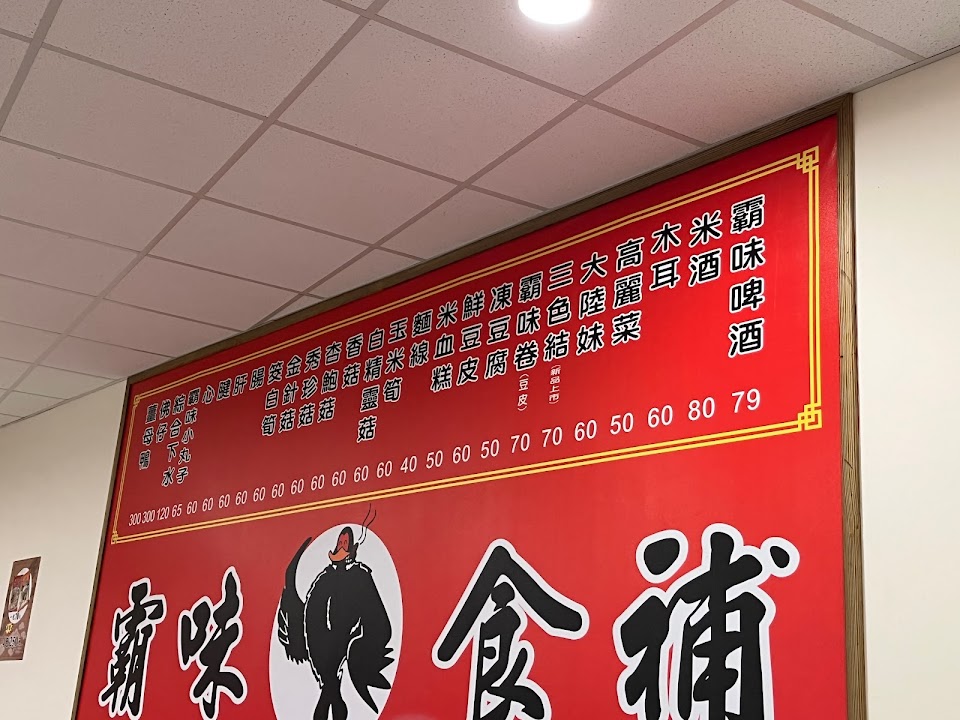 霸味啤酒 79
米酒 80
木耳 60
高麗菜 50
大陸妹 60
三色結(新品上市) 70
霸味卷(豆皮) 70
凍豆腐 50
鮮豆皮 60
米血糕 50
麵線 40
玉米筍 60
白精靈菇 60
香菇 60
杏鮑菇 60
秀珍菇 60
金針菇 60
筊白筍 60
腸 60
肝 60
健 60
心 60
霸味小丸子 65
綜合下水 120
佛仔 300
薑母鴨 300
霸味食補